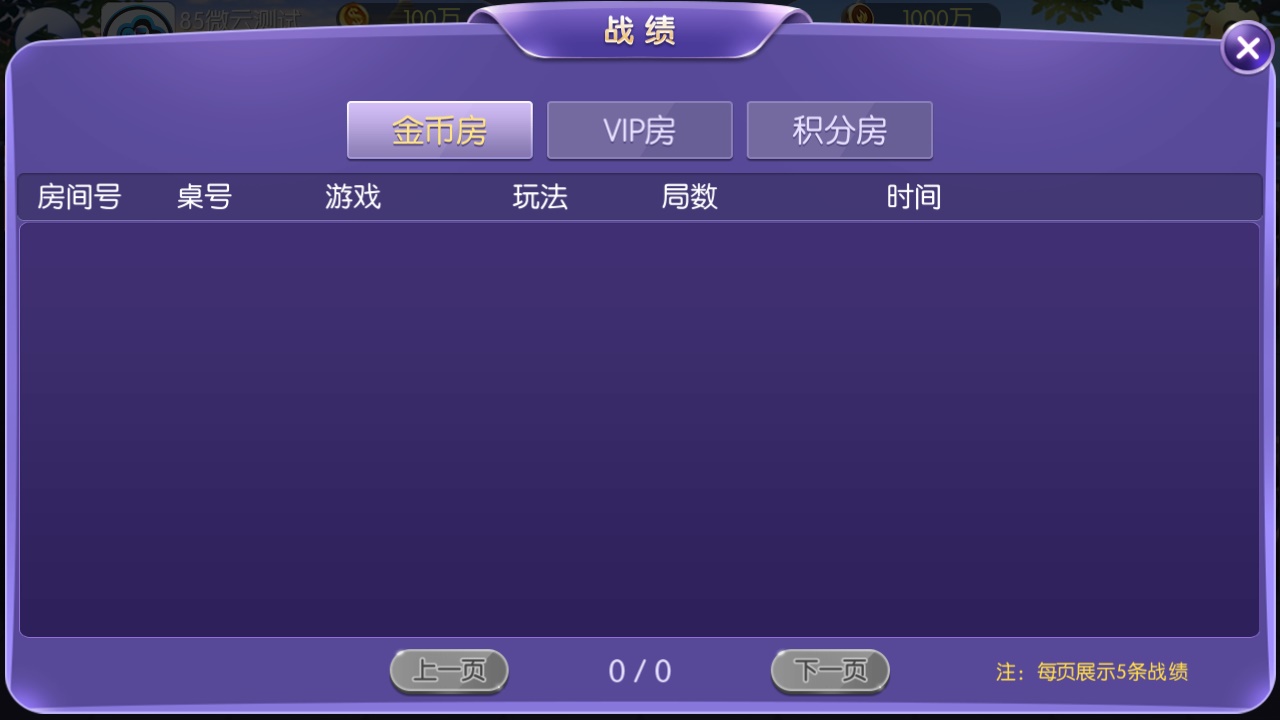 85微云测试 100万 1000万
战绩
金币房 VIP房 积分房
房间号 桌号 游戏 玩法 局数 时间
上一页 0 / 0 下一页 注：每页展示5条战绩